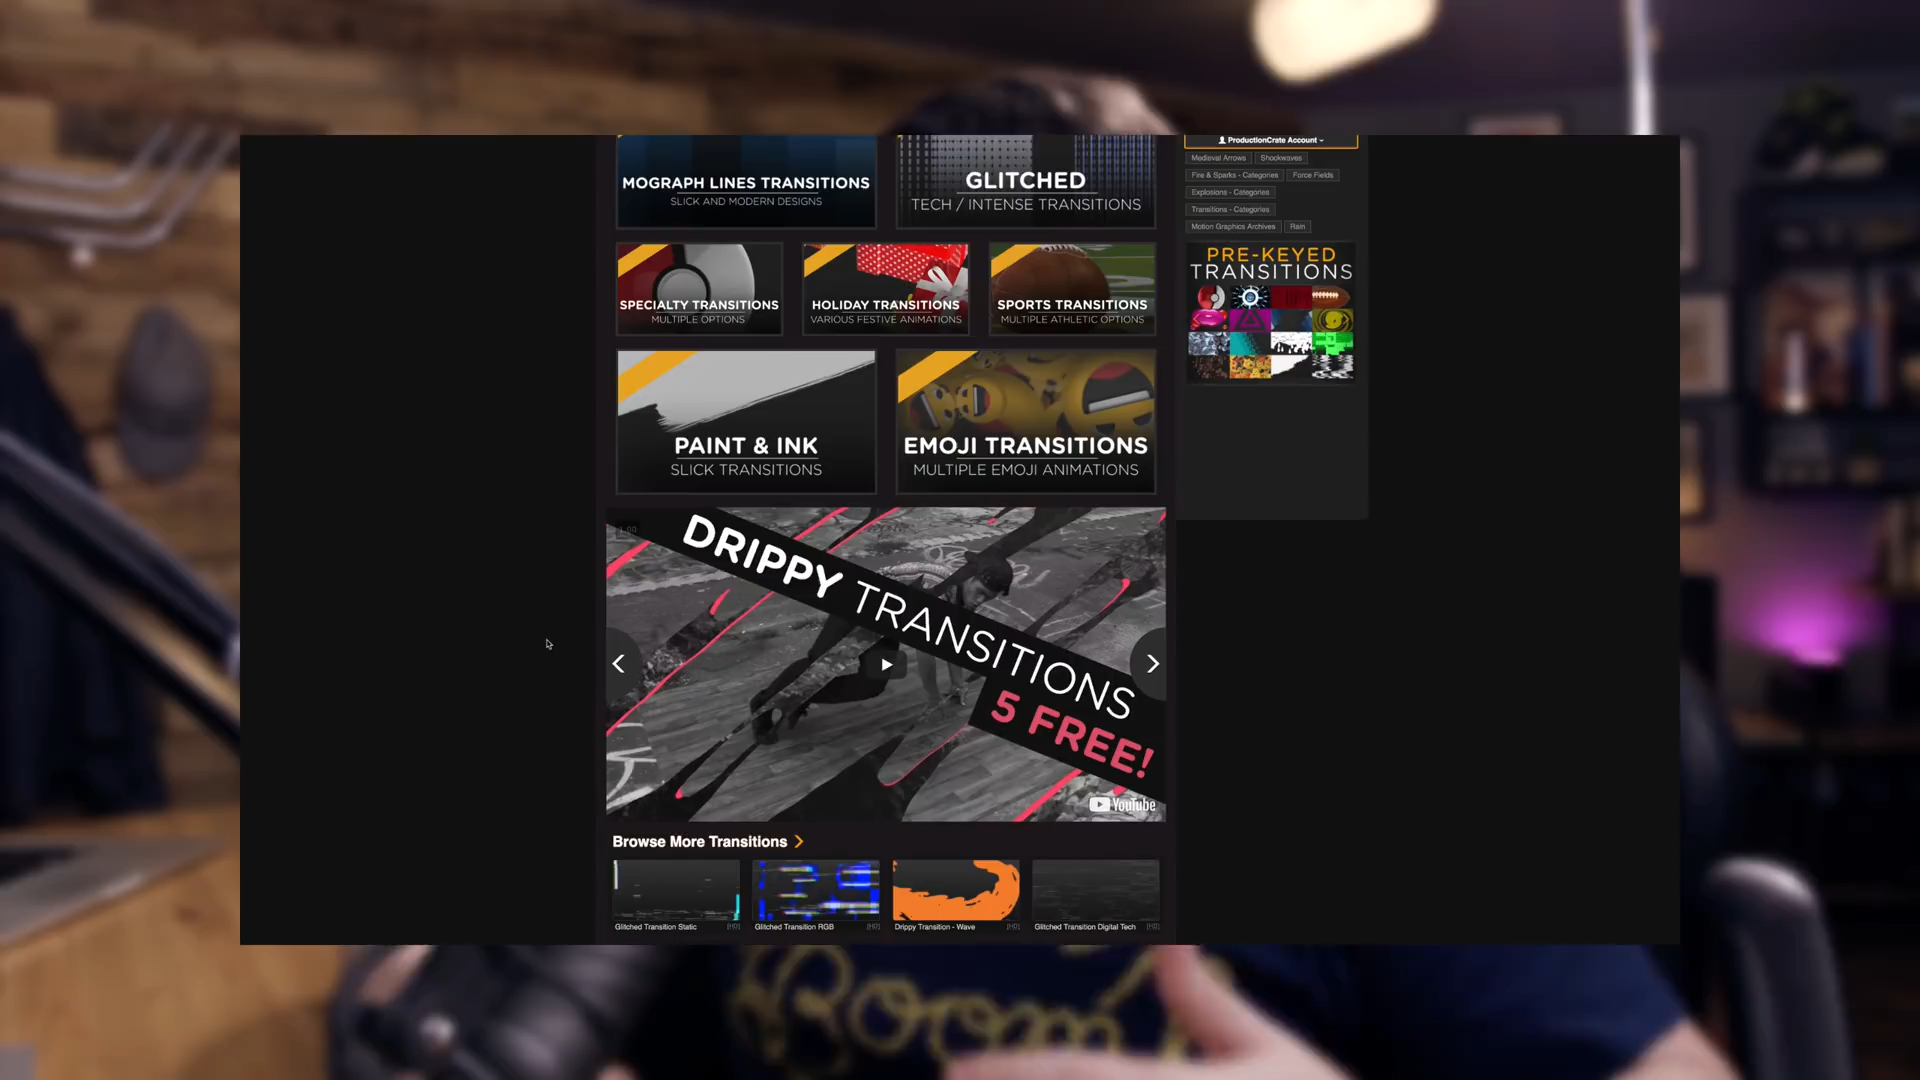 MOGRAPH LINES TRANSITIONS
SLICK AND MODERN DESIGNS
GLITCHED
TECH / INTENSE TRANSITIONS
SPECIALTY TRANSITIONS
MULTIPLE OPTIONS
HOLIDAY TRANSITIONS
VARIOUS FESTIVE ANIMATIONS
SPORTS TRANSITIONS
MULTIPLE ATHLETIC OPTIONS
PAINT & INK
SLICK TRANSITIONS
EMOJI TRANSITIONS
MULTIPLE EMOJI ANIMATIONS
DRIPPY TRANSITIONS
5 FREE!
YouTube
Browse More Transitions
Glitched Transition Static
Glitched Transition RGB
Drippy Transition - Wave
Glitched Transition Digital Tech
ProductionCrate Account
Medieval Arrows
Shockwaves
Fire & Sparks - Categories
Force Fields
Explosions - Categories
Transitions - Categories
Motion Graphics Archives
Rain
PRE-KEYED
TRANSITIONS
Boom